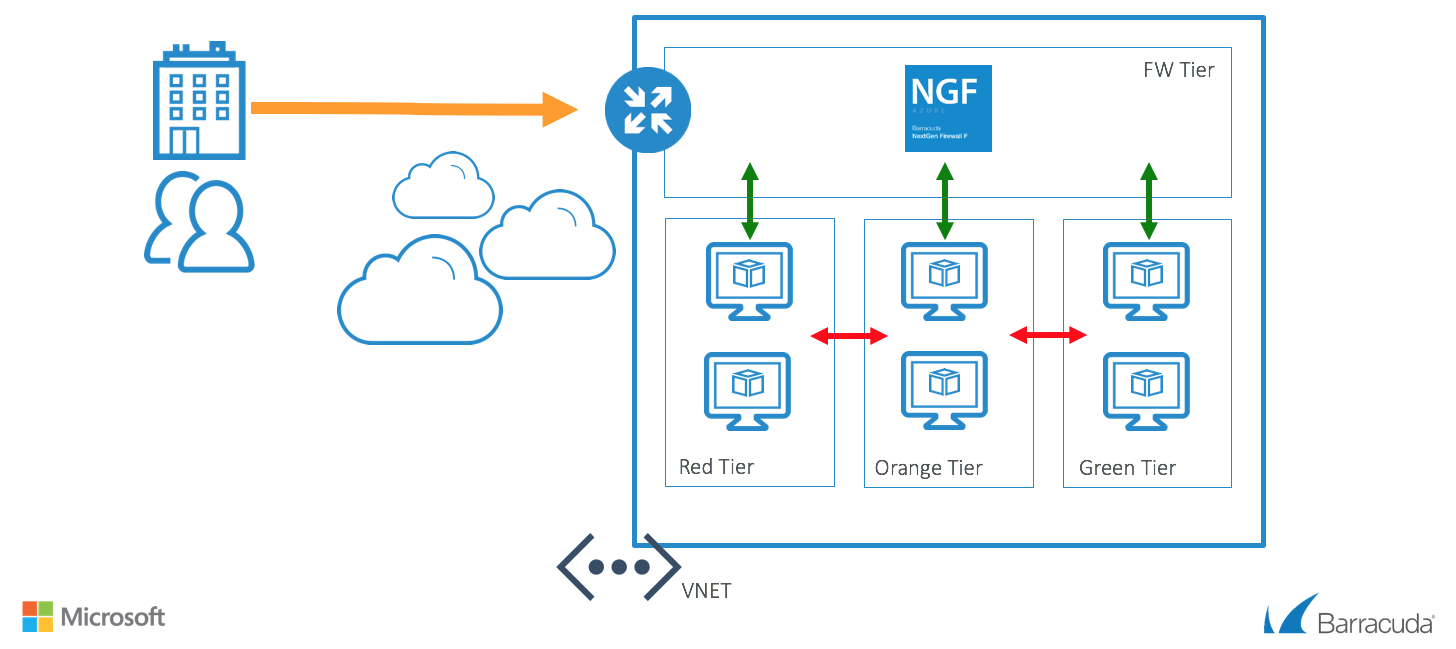 FW Tier
NGF
AZURE
Barracuda
NextGen Firewall F
Red Tier
Orange Tier
Green Tier
VNET
Microsoft
Barracuda®